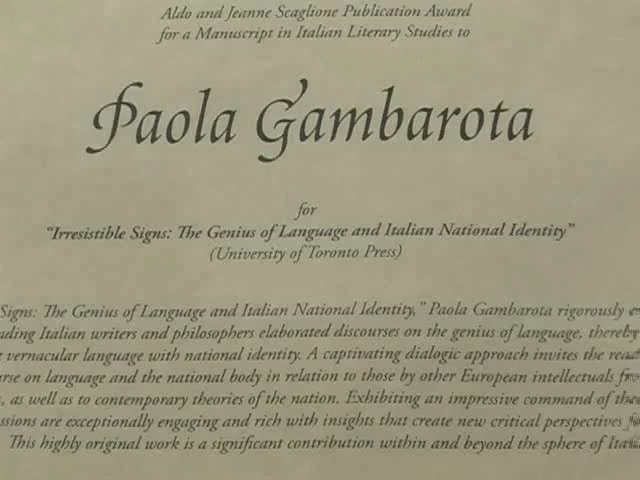 Aldo and Jeanne Scaglione Publication Award
for a Manuscript in Italian Literary Studies to
Paola Gambarota
for
“Irresistible Signs: The Genius of Language and Italian National Identity”
(University of Toronto Press)
Signs: The Genius of Language and Italian National Identity,” Paola Gambarota rigorously
Italian writers and philosophers elaborated discourses on the genius of language, thereby
vernacular language with national identity. A captivating dialogic approach invites the
on language and the national body in relation to those by other European intellectuals
, as well as to contemporary theories of the nation. Exhibiting an impressive command of
are exceptionally engaging and rich with insights that create new critical perspectives
This highly original work is a significant contribution within and beyond the sphere of